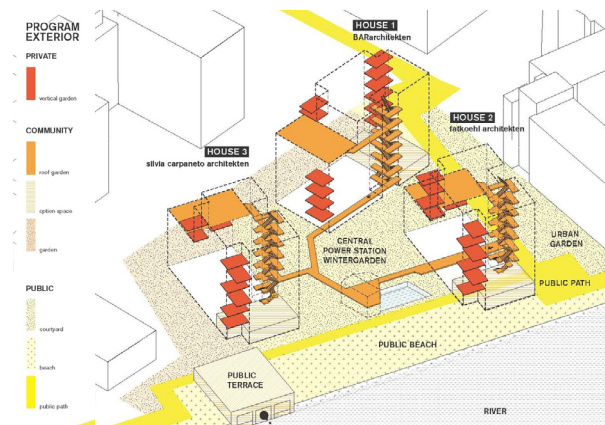 PROGRAM
EXTERIOR
PRIVATE
vertical garden
COMMUNITY
roof garden
option space
garden
PUBLIC
courtyard
beach
public path
HOUSE 1
BARarchitekten
HOUSE 2
fatkoehl architekten
HOUSE 3
silvia carpaneto architekten
CENTRAL
POWER STATION
WINTERGARDEN
URBAN
GARDEN
PUBLIC PATH
PUBLIC BEACH
PUBLIC
TERRACE
RIVER